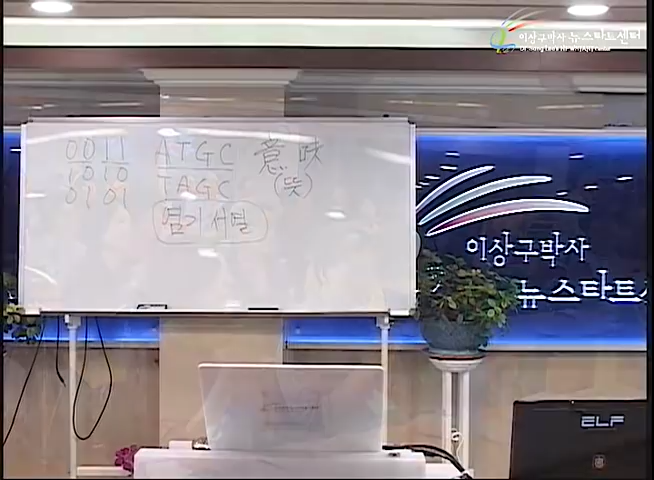 이상구박사 뉴스타트센터
0011 ATGC 意味
1010 TAGC (뜻)
0101 염기서열
이상구박사
뉴스타트
ELF